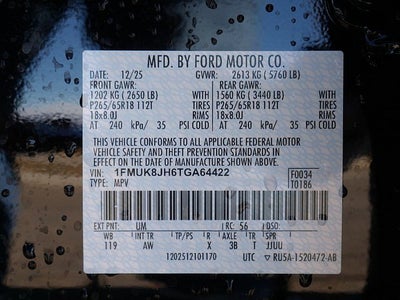 MFD. BY FORD MOTOR CO.
DATE: 12/25 GVWR: 2613 KG ( 5760 LB)
FRONT GAWR: REAR GAWR:
1202 KG ( 2650 LB) WITH 1560 KG ( 3440 LB) WITH
P265/65R18 112T TIRES P265/65R18 112T TIRES
18x8.0J RIMS 18x8.0J RIMS
AT 240 kPa/ 35 PSI COLD AT 240 kPa/ 35 PSI COLD
THIS VEHICLE CONFORMS TO ALL APPLICABLE FEDERAL MOTOR
VEHICLE SAFETY AND THEFT PREVENTION STANDARDS IN
EFFECT ON THE DATE OF MANUFACTURE SHOWN ABOVE.
VIN: 1FMUK8JH6TGA64422 F0034
TYPE: MPV T0186
EXT PNT: UM RC: 56 DSO:
WB INT TR TP/PS R AXLE TR SPR
119 AW X 3B T JJUU
1202512101170 UTC ▽ RU5A-1520472-AB